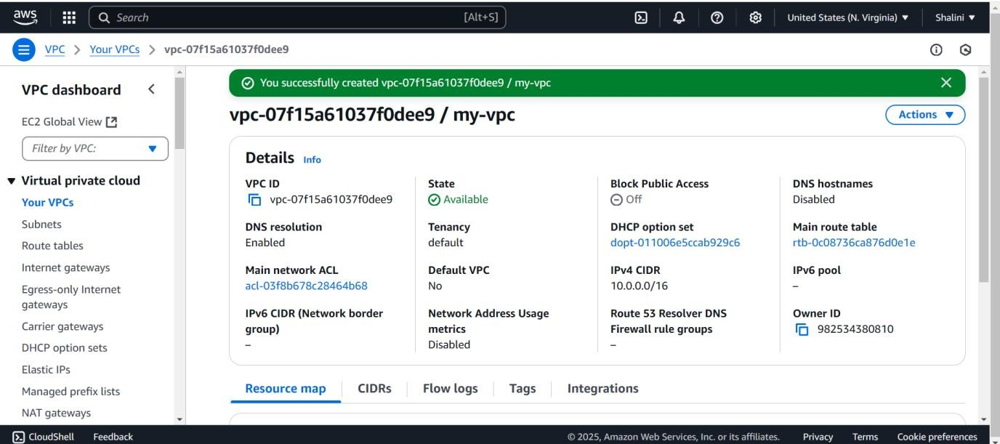 aws
Search [Alt+S]
United States (N. Virginia) ▼ Shalini ▼
VPC > Your VPCs > vpc-07f15a61037f0dee9
VPC dashboard
EC2 Global View
Filter by VPC:
Virtual private cloud
Your VPCs
Subnets
Route tables
Internet gateways
Egress-only Internet
gateways
Carrier gateways
DHCP option sets
Elastic IPs
Managed prefix lists
NAT gateways
You successfully created vpc-07f15a61037f0dee9 / my-vpc
vpc-07f15a61037f0dee9 / my-vpc
Actions ▼
Details Info
VPC ID
vpc-07f15a61037f0dee9
State
Available
Block Public Access
Off
DNS hostnames
Disabled
DNS resolution
Enabled
Tenancy
default
DHCP option set
dopt-011006e5ccab929c6
Main route table
rtb-0c08736ca876d0e1e
Main network ACL
acl-03f8b678c28464b68
Default VPC
No
IPv4 CIDR
10.0.0.0/16
IPv6 pool
–
IPv6 CIDR (Network border
group)
–
Network Address Usage
metrics
Disabled
Route 53 Resolver DNS
Firewall rule groups
–
Owner ID
982534380810
Resource map CIDRs Flow logs Tags Integrations
CloudShell Feedback © 2025, Amazon Web Services, Inc. or its affiliates. Privacy Terms Cookie preferences